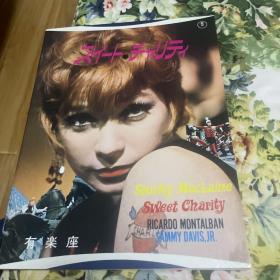 スイート・チャリティ
Shirley MacLaine
Sweet Charity
RICARDO MONTALBAN
SAMMY DAVIS, JR.
有楽座